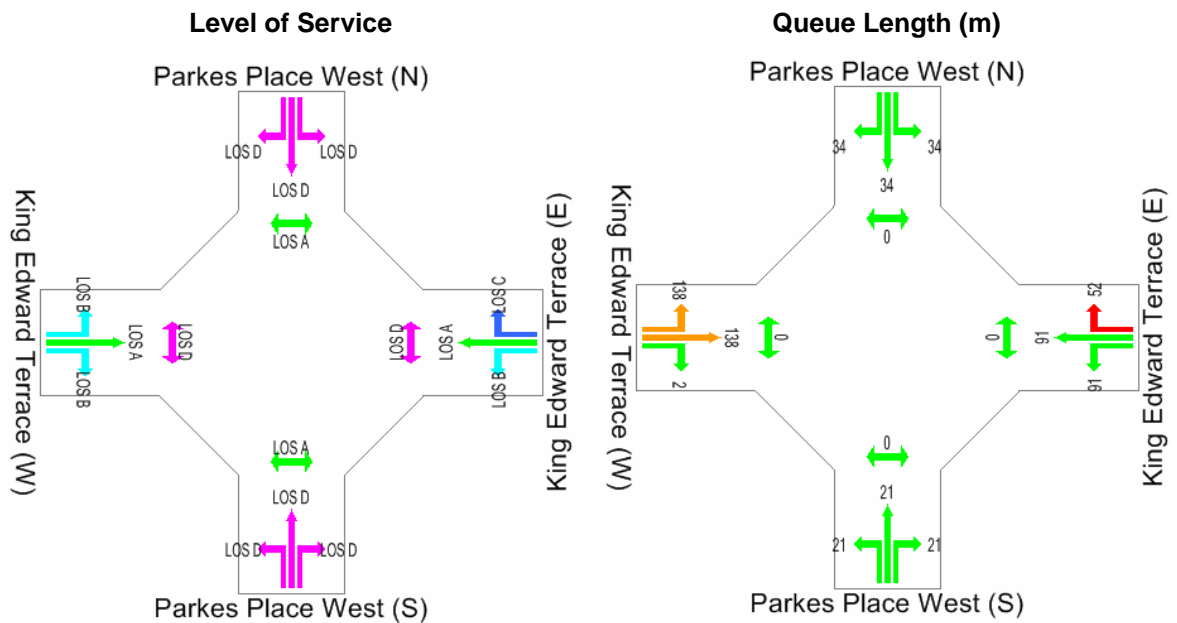 Level of Service
Parkes Place West (N)
LOS D
LOS D
LOS D
LOS A
King Edward Terrace (W)
LOS B
LOS A
LOS B
LOS D
LOS D
LOS A
LOS C
LOS B
King Edward Terrace (E)
LOS A
LOS D
LOS D
LOS D
Parkes Place West (S)
Queue Length (m)
Parkes Place West (N)
34
34
34
0
King Edward Terrace (W)
138
138
2
0
0
91
52
91
King Edward Terrace (E)
0
21
21
21
Parkes Place West (S)